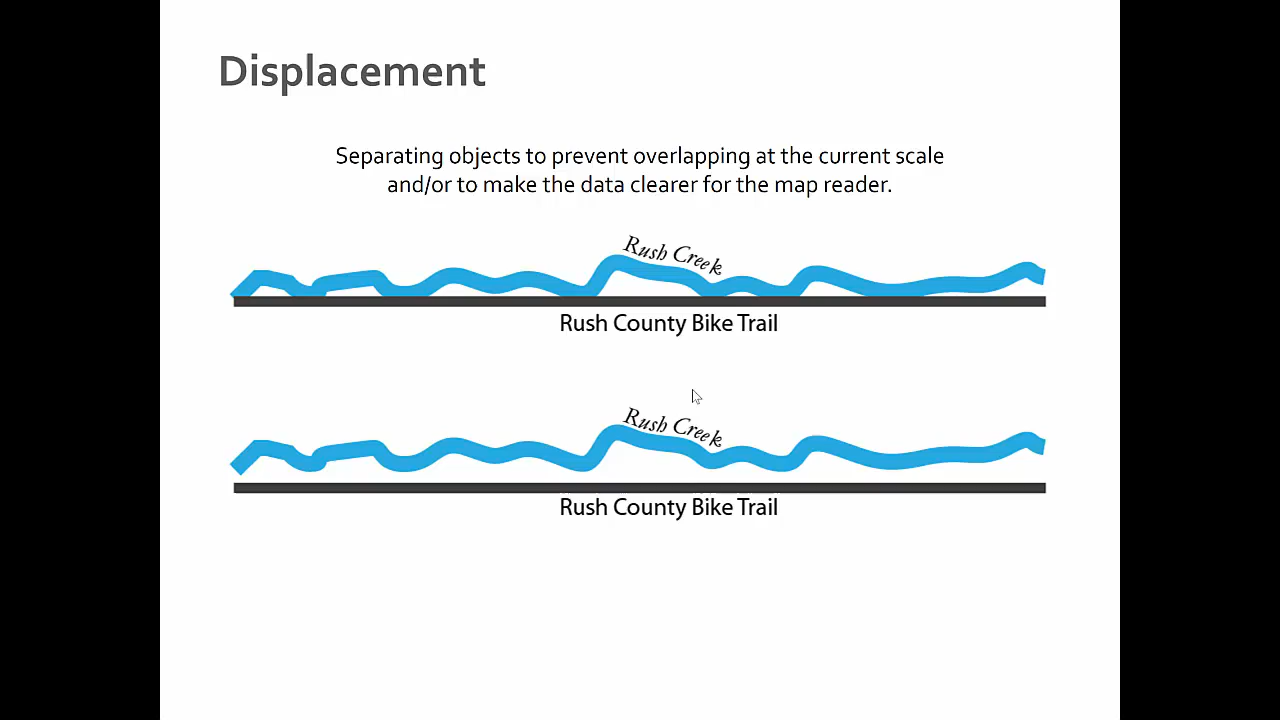 Displacement
Separating objects to prevent overlapping at the current scale
and/or to make the data clearer for the map reader.
Rush Creek
Rush County Bike Trail
Rush Creek
Rush County Bike Trail